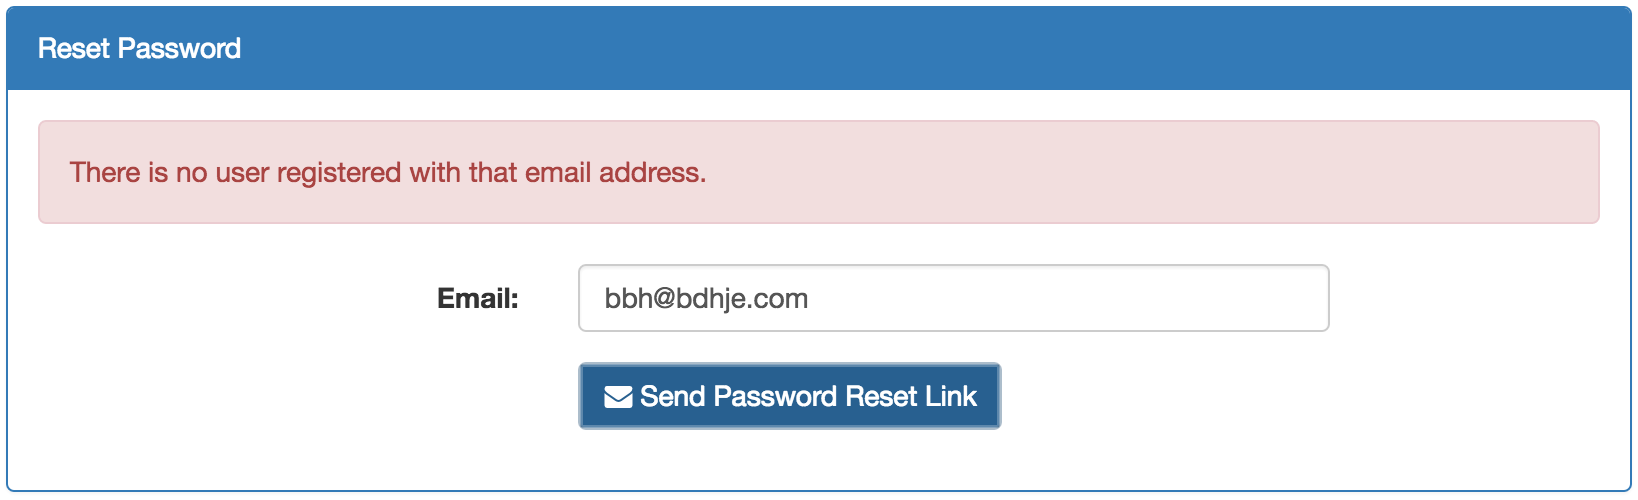 Reset Password
There is no user registered with that email address.
Email: bbh@bdhje.com
Send Password Reset Link